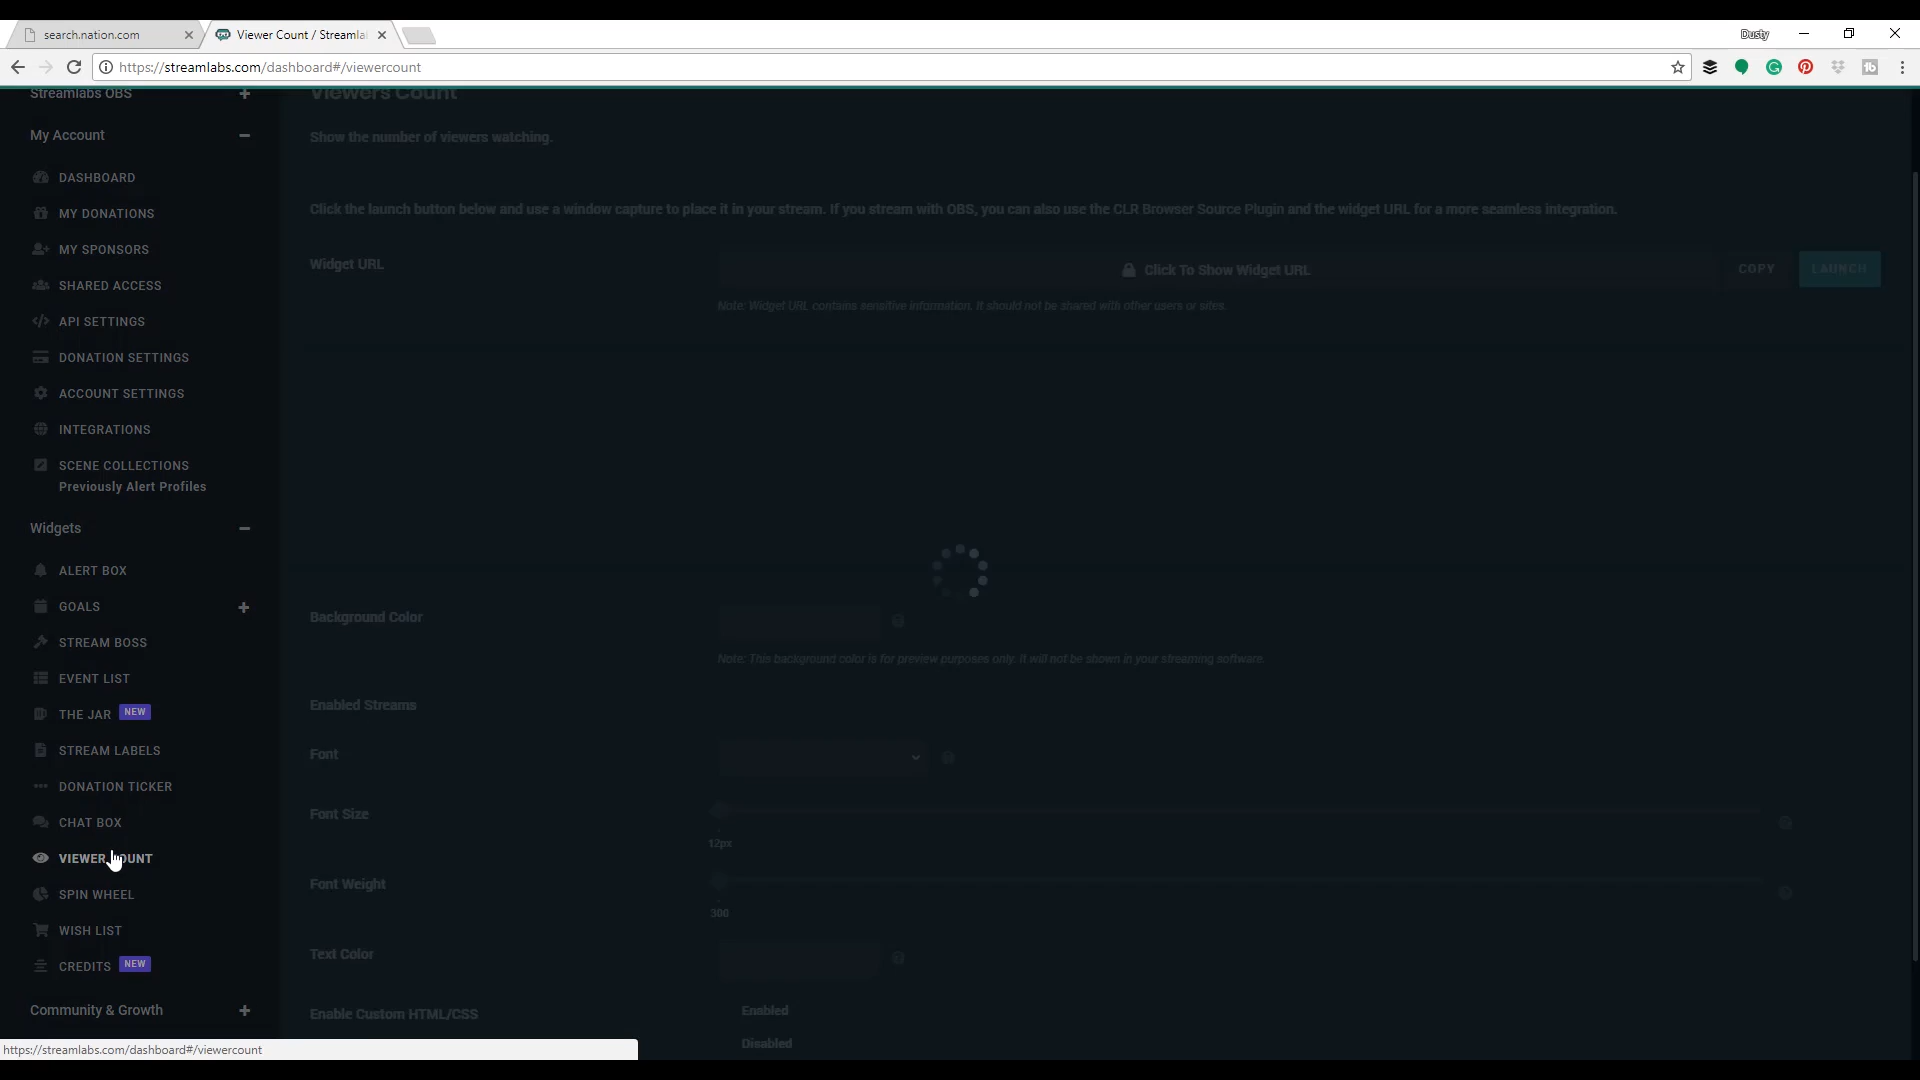 search.nation.com
Viewer Count / Streamla
Dusty
https://streamlabs.com/dashboard#/viewercount
Streamlabs OBS
My Account
DASHBOARD
MY DONATIONS
MY SPONSORS
SHARED ACCESS
API SETTINGS
DONATION SETTINGS
ACCOUNT SETTINGS
INTEGRATIONS
SCENE COLLECTIONS
Previously Alert Profiles
Widgets
ALERT BOX
GOALS
STREAM BOSS
EVENT LIST
THE JAR NEW
STREAM LABELS
DONATION TICKER
CHAT BOX
VIEWER COUNT
SPIN WHEEL
WISH LIST
CREDITS NEW
Community & Growth
https://streamlabs.com/dashboard#/viewercount
Viewers Count
Show the number of viewers watching.
Click the launch button below and use a window capture to place it in your stream. If you stream with OBS, you can also use the CLR Browser Source Plugin and the widget URL for a more seamless integration.
Widget URL
Click To Show Widget URL
COPY
LAUNCH
Note: Widget URL contains sensitive information. It should not be shared with other users or sites.
Background Color
Note: This background color is for preview purposes only. It will not be shown in your streaming software.
Enabled Streams
Font
Font Size
12px
Font Weight
300
Text Color
Enable Custom HTML/CSS
Enabled
Disabled